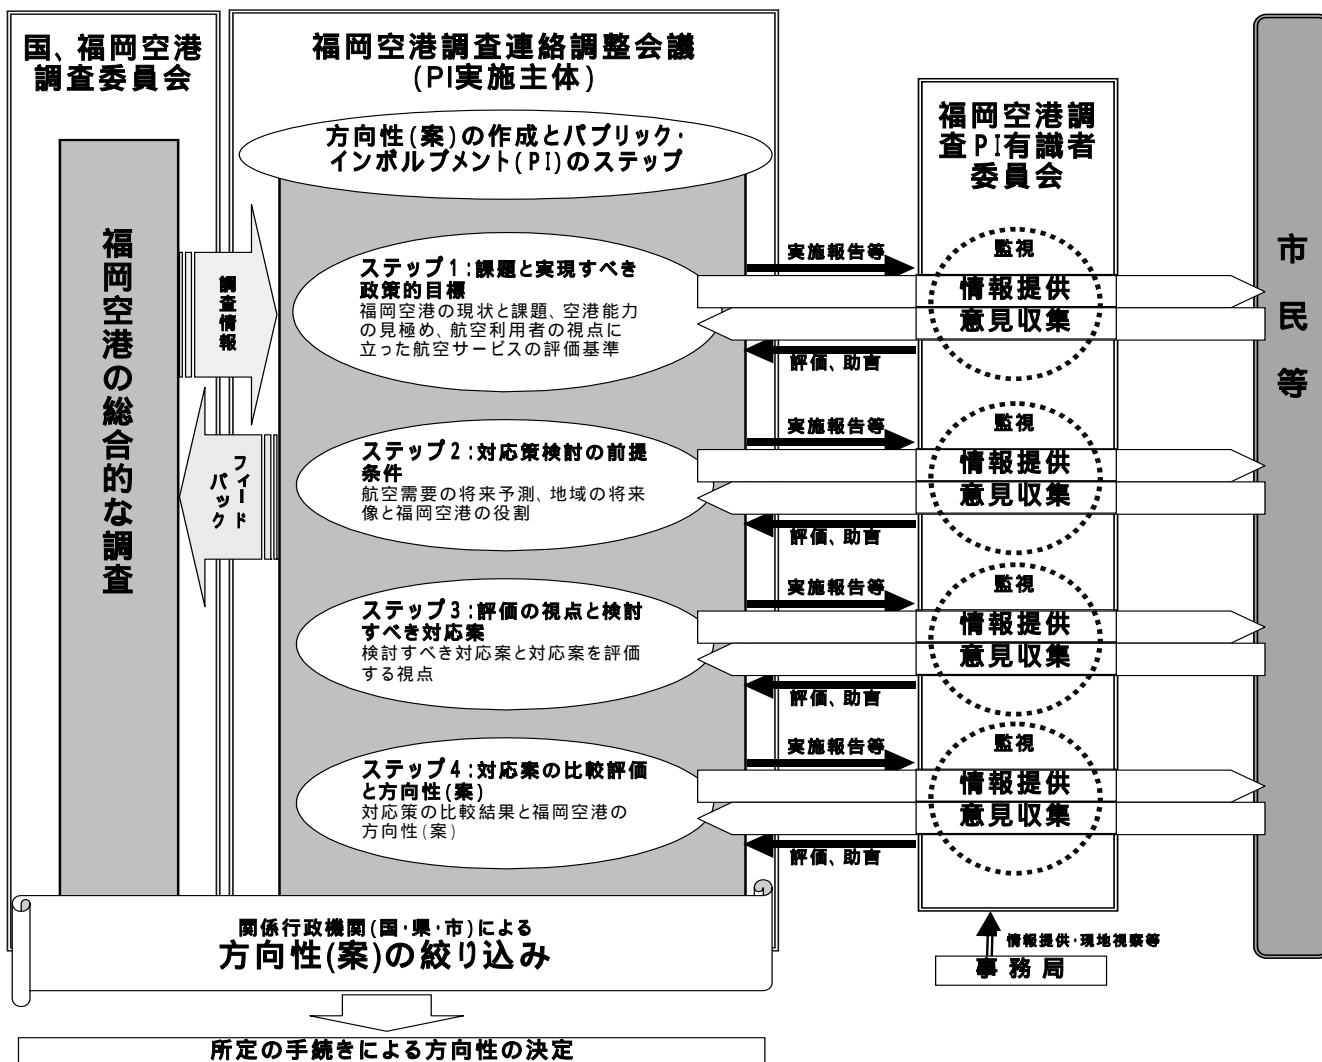 国、福岡空港
調査委員会
福岡空港の総合的な調査
調査情報
フィード
バック
福岡空港調査連絡調整会議
(PI実施主体)
方向性(案)の作成とパブリック・
インボルブメント(PI)のステップ
ステップ1:課題と実現すべき
政策的目標
福岡空港の現状と課題、空港能力
の見極め、航空利用者の視点に
立った航空サービスの評価基準
ステップ2:対応策検討の前提
条件
航空需要の将来予測、地域の将来
像と福岡空港の役割
ステップ3:評価の視点と検討
すべき対応案
検討すべき対応案と対応案を評価
する視点
ステップ4:対応案の比較評価
と方向性(案)
対応策の比較結果と福岡空港の
方向性(案)
実施報告等
評価、助言
実施報告等
評価、助言
実施報告等
評価、助言
実施報告等
評価、助言
福岡空港調
査PI有識者
委員会
監視
情報提供
意見収集
監視
情報提供
意見収集
監視
情報提供
意見収集
監視
情報提供
意見収集
市民等
情報提供・現地視察等
事務局
関係行政機関(国・県・市)による
方向性(案)の絞り込み
所定の手続きによる方向性の決定